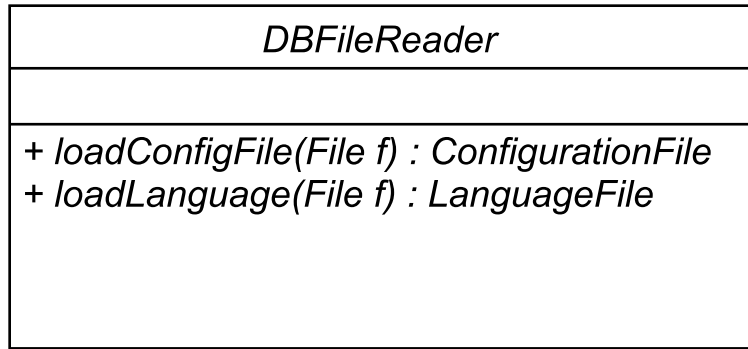 DBFileReader
+ loadConfigFile(File f) : ConfigurationFile
+ loadLanguage(File f) : LanguageFile